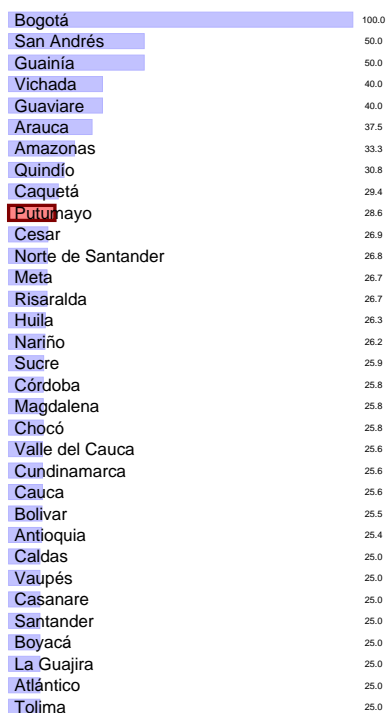 Bogotá 100.0
San Andrés 50.0
Guainía 50.0
Vichada 40.0
Guaviare 40.0
Arauca 37.5
Amazonas 33.3
Quindío 30.8
Caquetá 29.4
Putumayo 28.6
Cesar 26.9
Norte de Santander 26.8
Meta 26.7
Risaralda 26.7
Huila 26.3
Nariño 26.2
Sucre 25.9
Córdoba 25.8
Magdalena 25.8
Chocó 25.8
Valle del Cauca 25.6
Cundinamarca 25.6
Cauca 25.6
Bolivar 25.5
Antioquia 25.4
Caldas 25.0
Vaupés 25.0
Casanare 25.0
Santander 25.0
Boyacá 25.0
La Guajira 25.0
Atlántico 25.0
Tolima 25.0